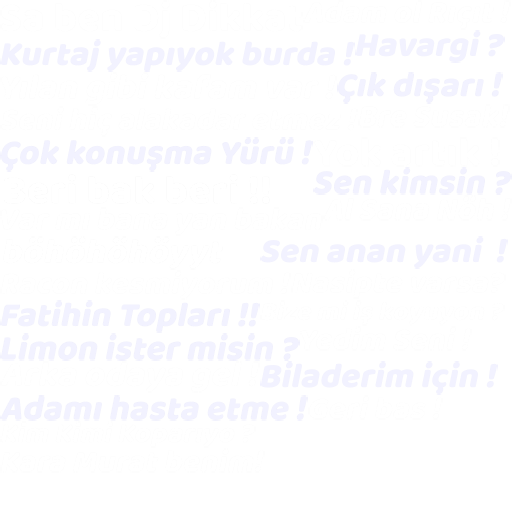 Kurtaj yapıyok burda !
Havargi ?
Çık dışarı !
Çok konuşma Yürü !
Sen kimsin ?
Sen anan yani !
Fatihin Topları !!
Limon ister misin ?
Biladerim için !
Adamı hasta etme !